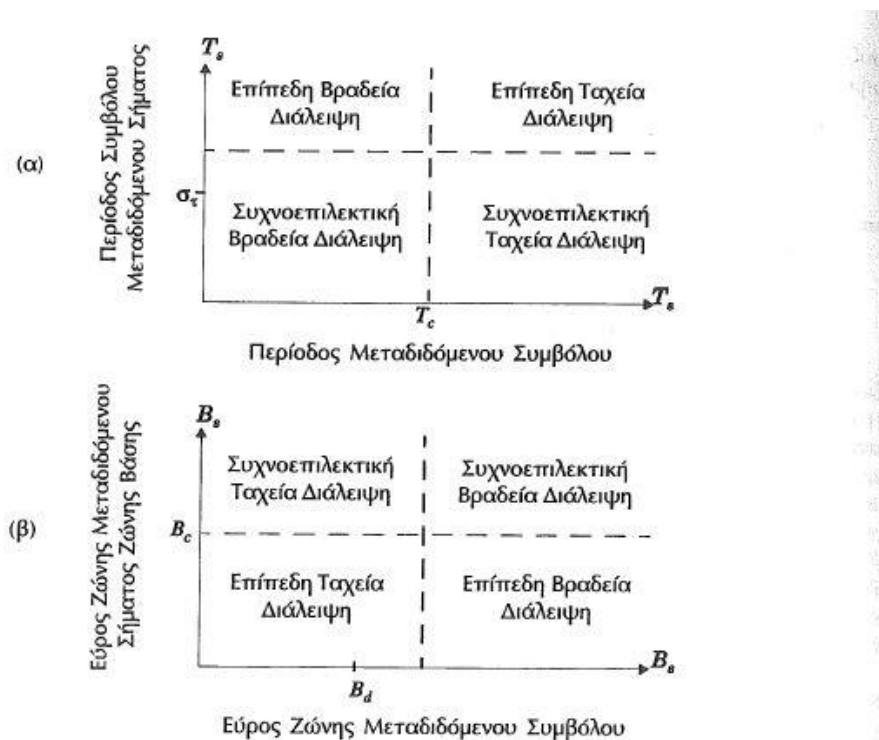 (α)
Περίοδος Συμβόλου
Μεταδιδόμενου Σήματος
T_s
Επίπεδη Βραδεία
Διάλειψη
Επίπεδη Ταχεία
Διάλειψη
σ_τ
Συχνοεπιλεκτική
Βραδεία Διάλειψη
Συχνοεπιλεκτική
Ταχεία Διάλειψη
T_c
T_s
Περίοδος Μεταδιδόμενου Συμβόλου
(β)
Εύρος Ζώνης Μεταδιδόμενου
Σήματος Ζώνης Βάσης
B_s
Συχνοεπιλεκτική
Ταχεία Διάλειψη
Συχνοεπιλεκτική
Βραδεία Διάλειψη
B_c
Επίπεδη Ταχεία
Διάλειψη
Επίπεδη Βραδεία
Διάλειψη
B_d
B_s
Εύρος Ζώνης Μεταδιδόμενου Συμβόλου